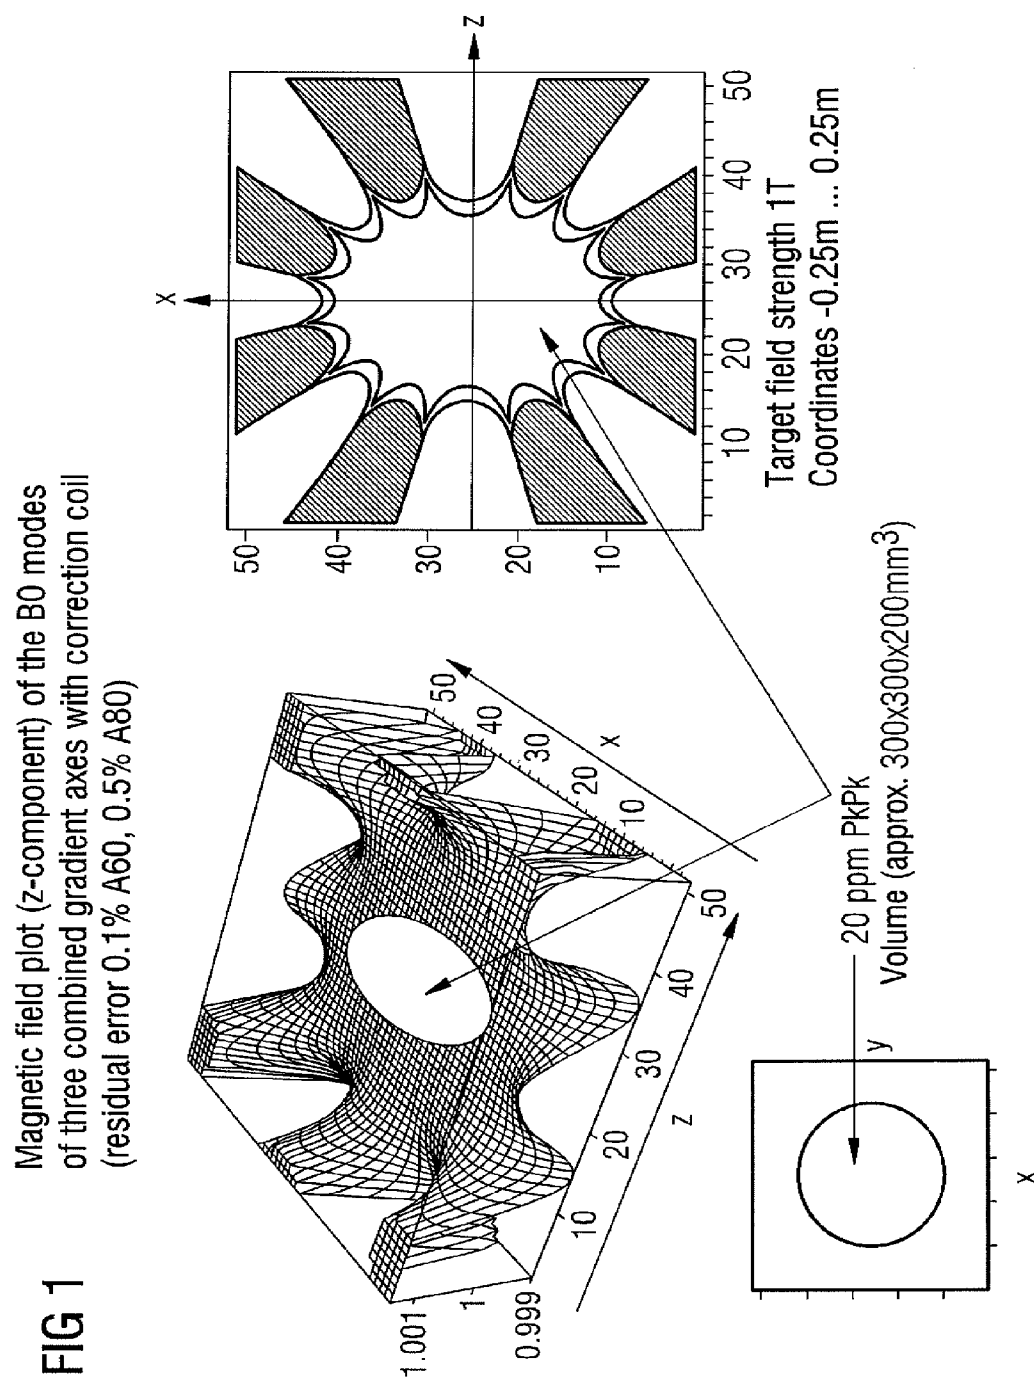 FIG 1
Magnetic field plot (z-component) of the B0 modes
of three combined gradient axes with correction coil
(residual error 0.1% A60, 0.5% A80)
1.001
1
0.999
10
20
30
40
50
z
10
20
30
40
50
x
x
50
40
30
20
10
z
10
20
30
40
50
Target field strength 1T
Coordinates -0.25m ... 0.25m
y
x
20 ppm PkPk
Volume (approx. 300x300x200mm³)